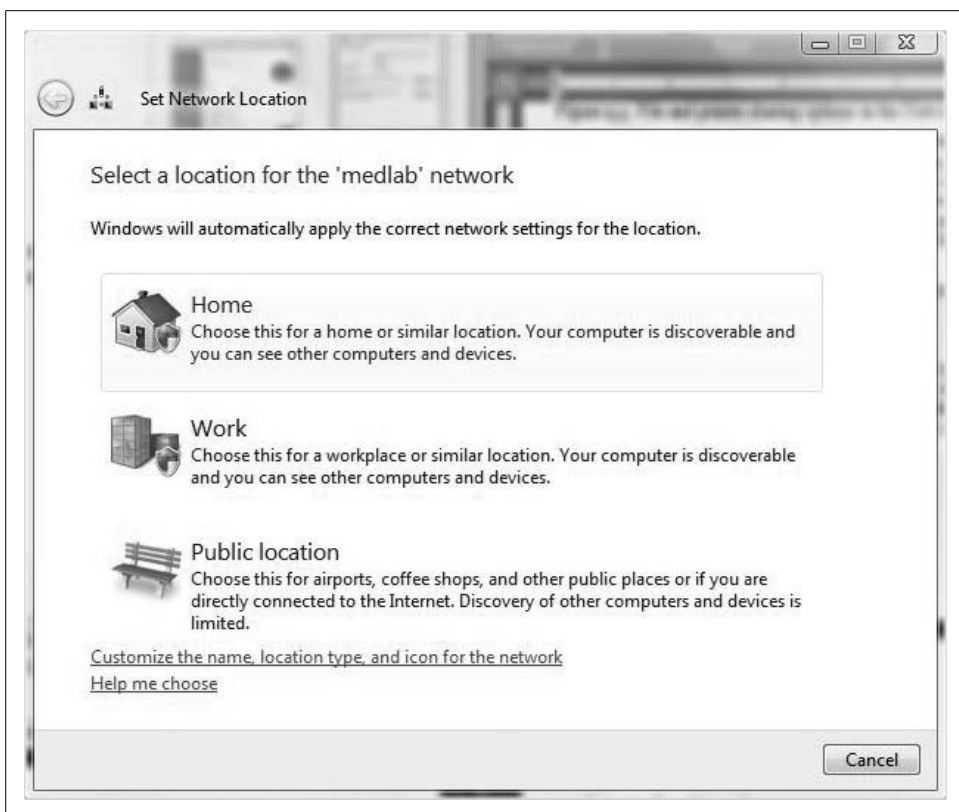 Set Network Location
Select a location for the 'medlab' network
Windows will automatically apply the correct network settings for the location.
Home
Choose this for a home or similar location. Your computer is discoverable and
you can see other computers and devices.
Work
Choose this for a workplace or similar location. Your computer is discoverable
and you can see other computers and devices.
Public location
Choose this for airports, coffee shops, and other public places or if you are
directly connected to the Internet. Discovery of other computers and devices is
limited.
Customize the name, location type, and icon for the network
Help me choose
Cancel